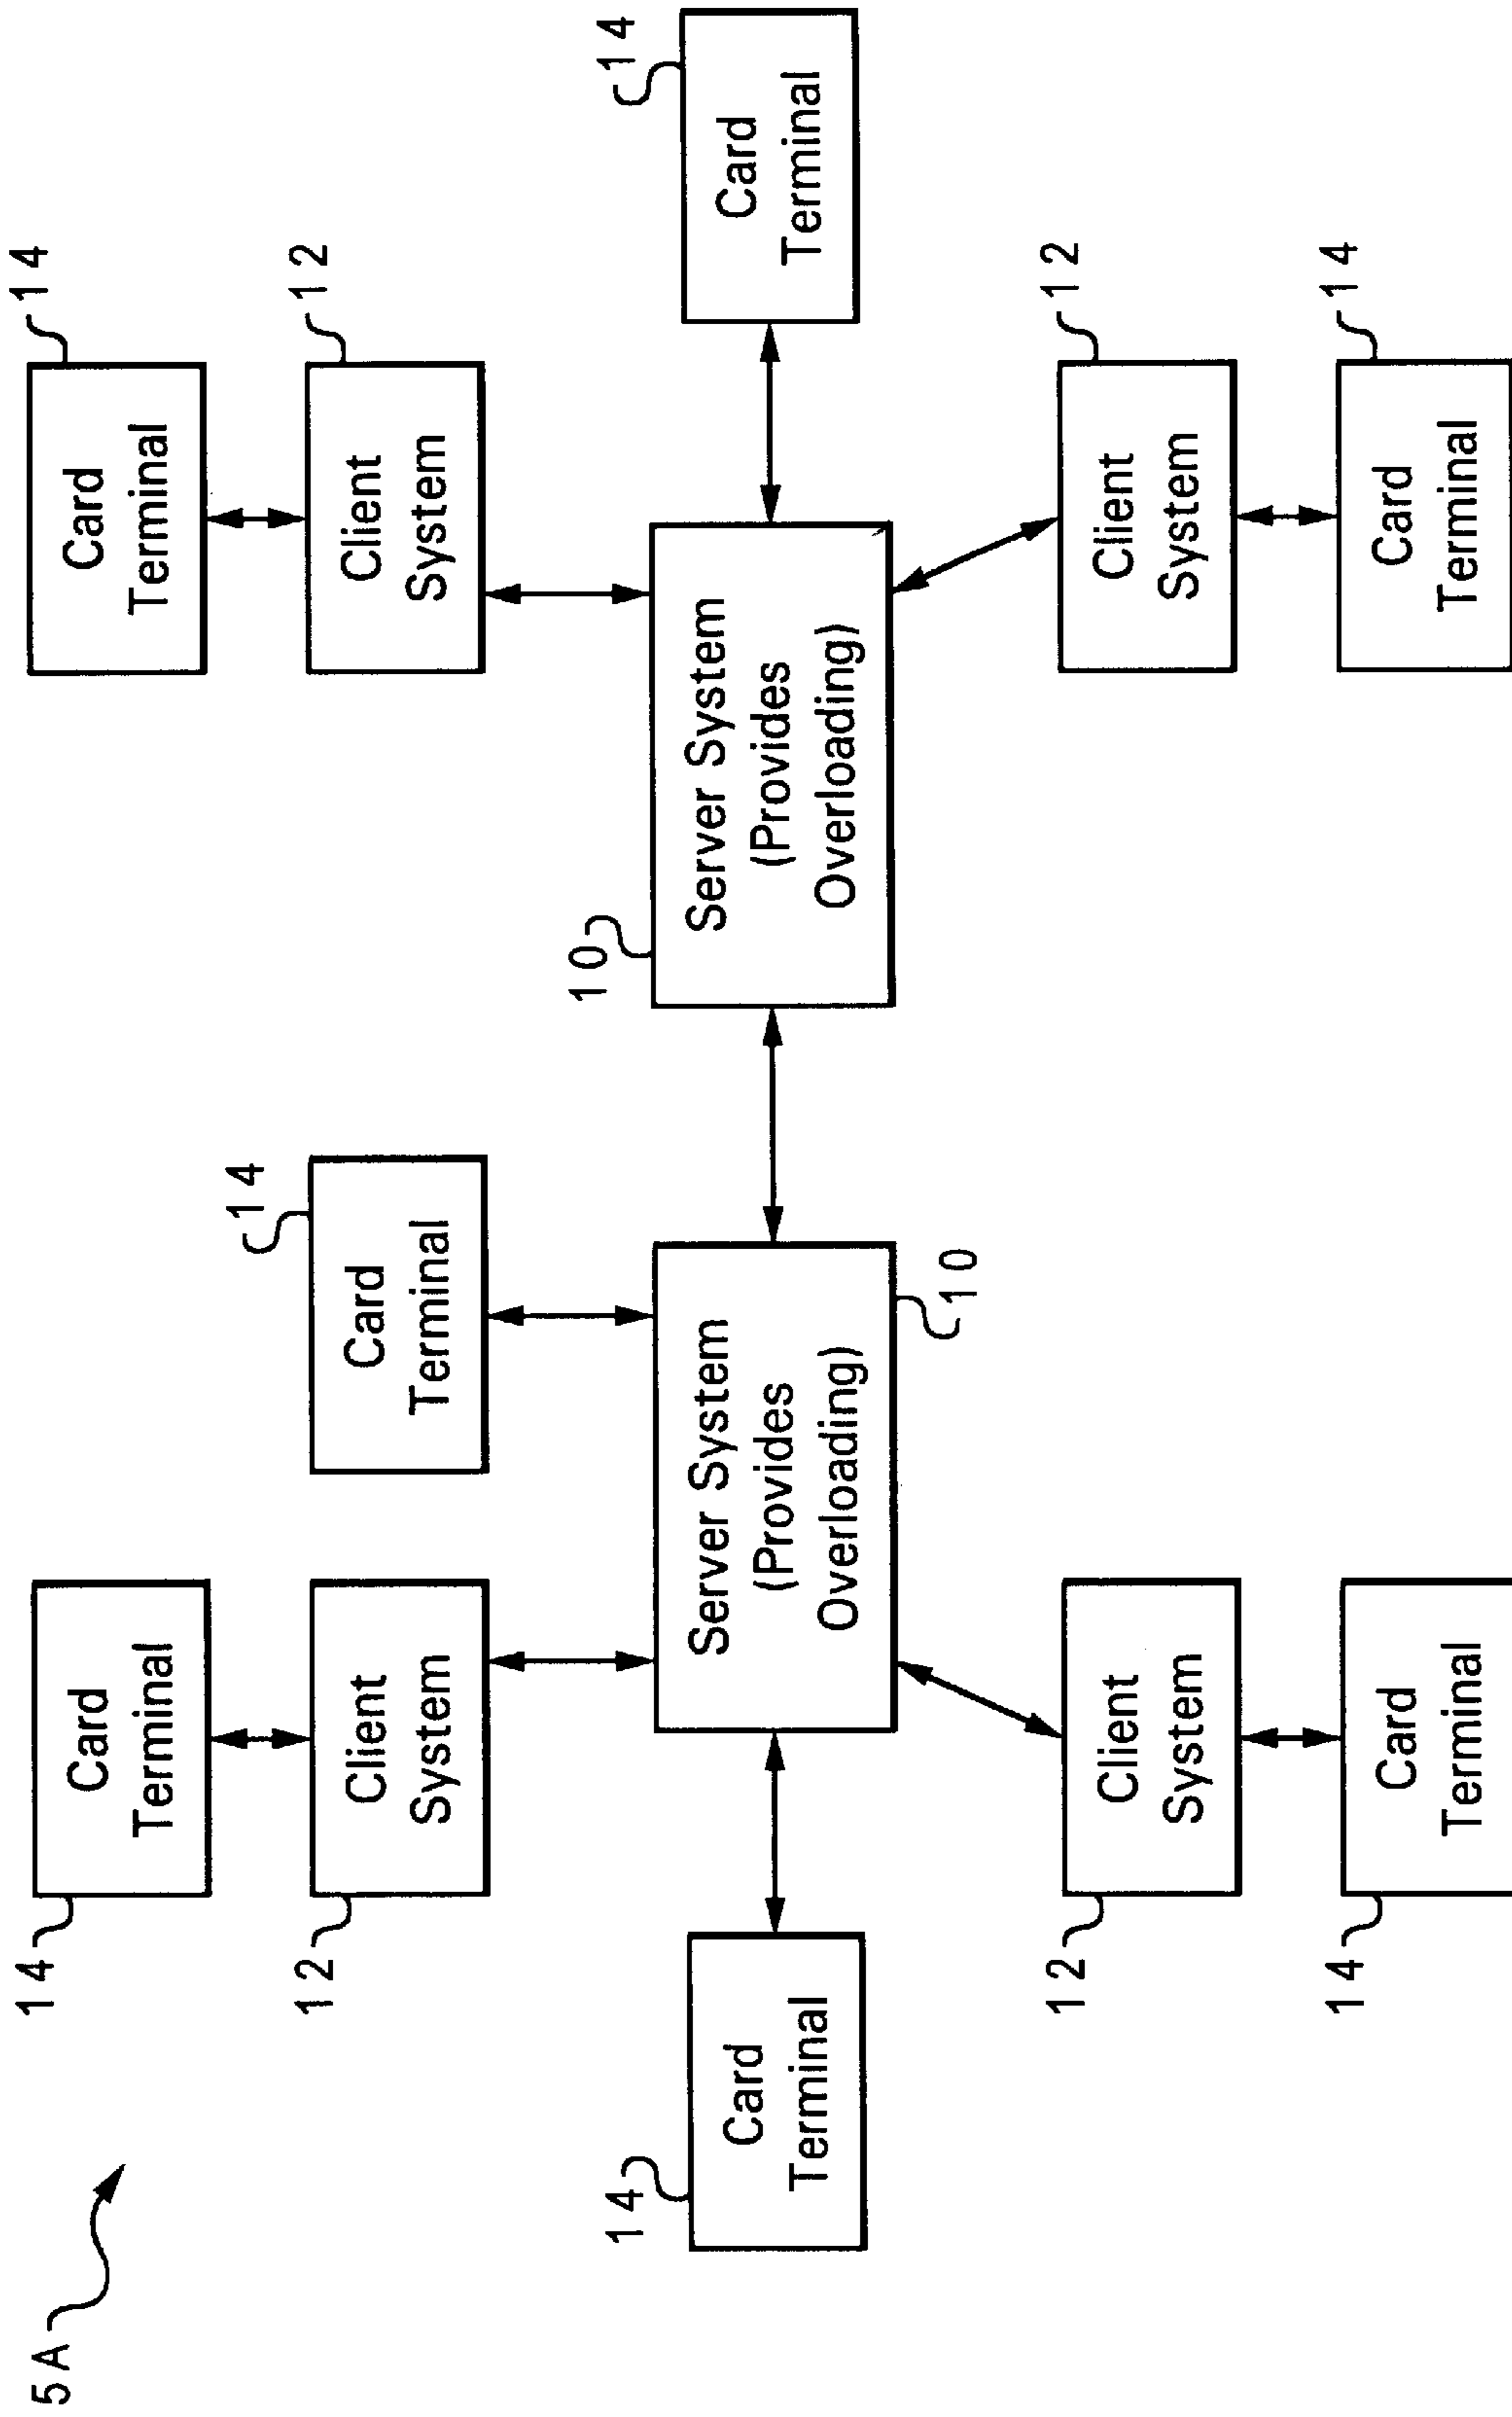 5A
14
Card
Terminal
Card
Terminal
14
12
Client
System
14
Card
Terminal
Client
System
12
14
Card
Terminal
Server System
(Provides
Overloading)
10
10
Server System
(Provides
Overloading)
14
Card
Terminal
12
Client
System
Client
System
12
14
Card
Terminal
Card
Terminal
14